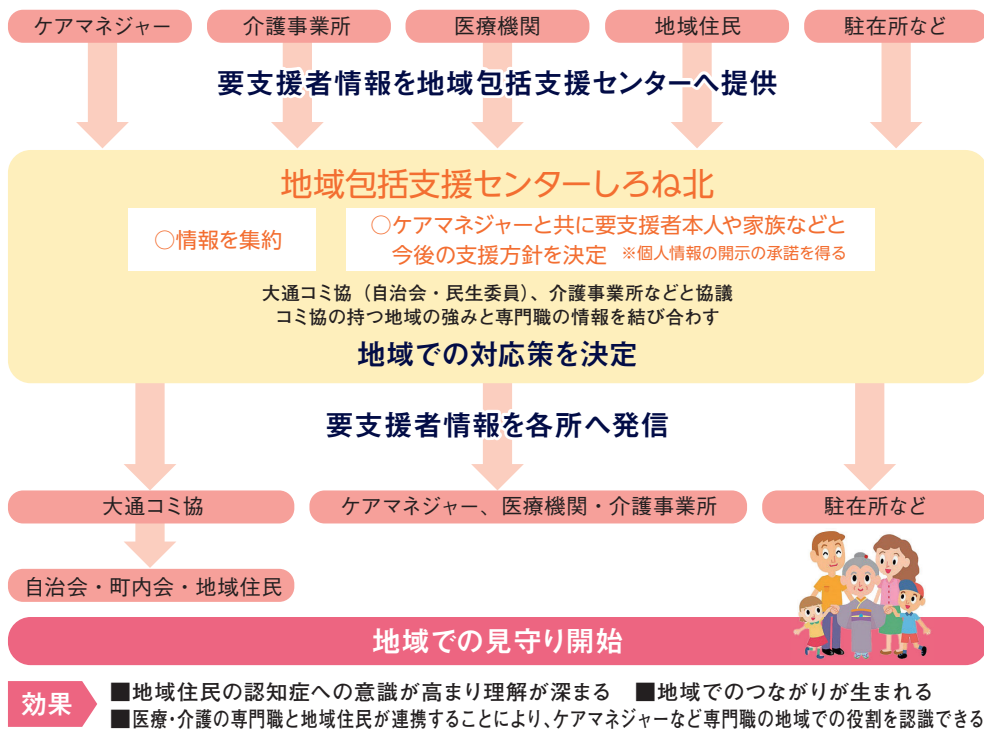 ケアマネジャー
介護事業所
医療機関
地域住民
駐在所など
要支援者情報を地域包括支援センターへ提供
地域包括支援センターしろね北
○情報を集約
○ケアマネジャーと共に要支援者本人や家族などと
今後の支援方針を決定 ※個人情報の開示の承諾を得る
大通コミ協（自治会・民生委員）、介護事業所などと協議
コミ協の持つ地域の強みと専門職の情報を結び合わす
地域での対応策を決定
要支援者情報を各所へ発信
大通コミ協
ケアマネジャー、医療機関・介護事業所
駐在所など
自治会・町内会・地域住民
地域での見守り開始
効果
■地域住民の認知症への意識が高まり理解が深まる ■地域でのつながりが生まれる
■医療・介護の専門職と地域住民が連携することにより、ケアマネジャーなど専門職の地域での役割を認識できる